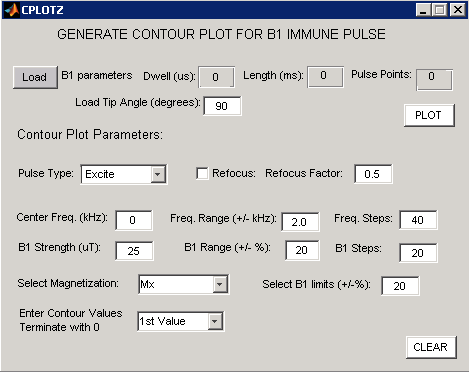 CPLOT2
GENERATE CONTOUR PLOT FOR B1 IMMUNE PULSE
Load B1 parameters Dwell (us): 0 Length (ms): 0 Pulse Points: 0
Load Tip Angle (degrees): 90
PLOT
Contour Plot Parameters:
Pulse Type: Excite Refocus: Refocus Factor: 0.5
Center Freq. (kHz): 0 Freq. Range (+/- kHz): 2.0 Freq. Steps: 40
B1 Strength (uT): 25 B1 Range (+/- %): 20 B1 Steps: 20
Select Magnetization: Mx Select B1 limits (+/-%): 20
Enter Contour Values
Terminate with 0 1st Value
CLEAR